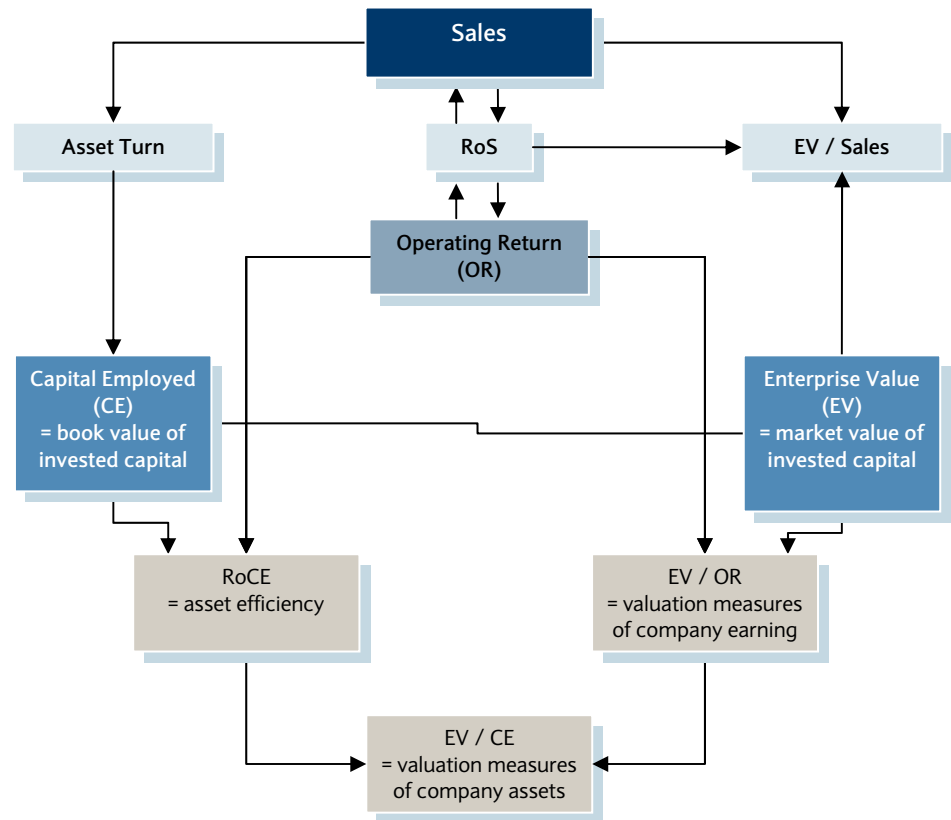 Sales
Asset Turn
RoS
EV / Sales
Operating Return
(OR)
Capital Employed
(CE)
= book value of
invested capital
Enterprise Value
(EV)
= market value of
invested capital
RoCE
= asset efficiency
EV / OR
= valuation measures
of company earning
EV / CE
= valuation measures
of company assets